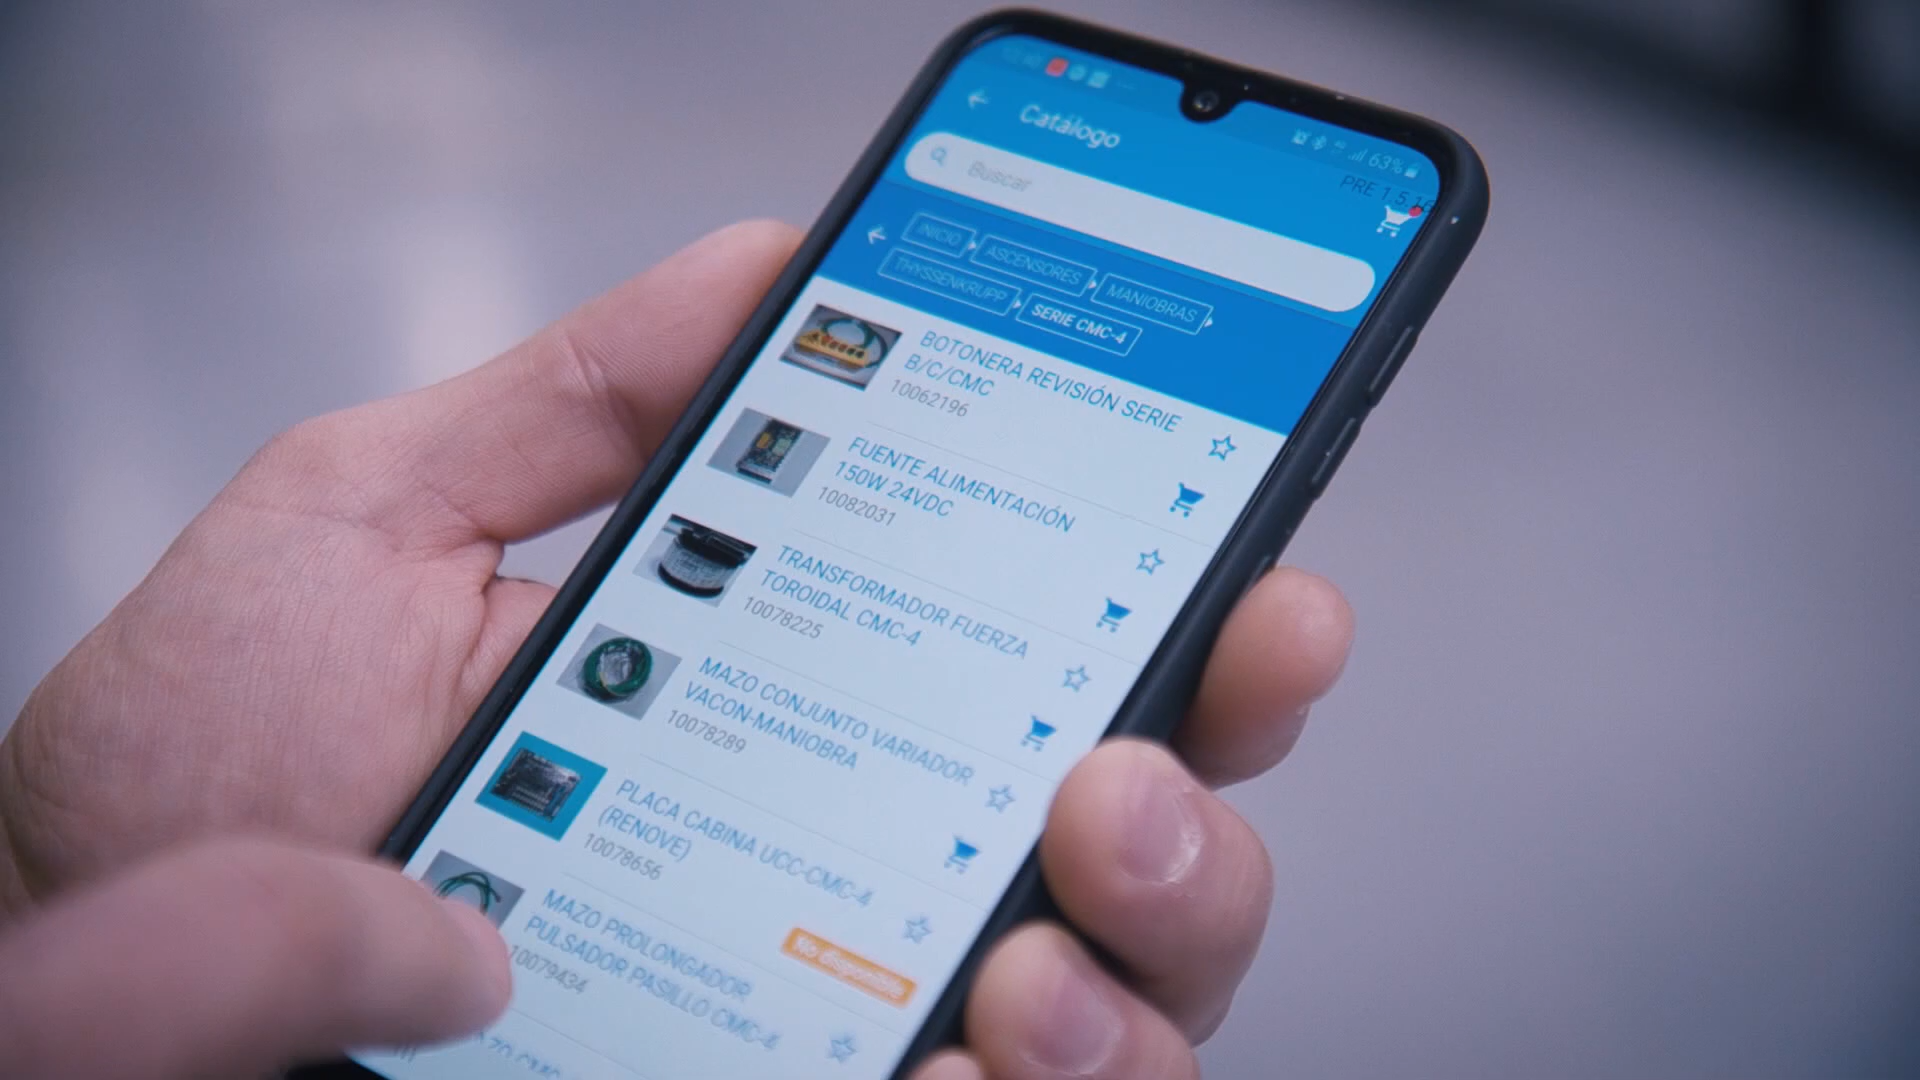 Catálogo
63%
PRE 1.5.16
Buscar
INICIO
ASCENSORES
MANIOBRAS
THYSSENKRUPP
SERIE CMC-4
BOTONERA REVISIÓN SERIE
B/C/CMC
10062196
FUENTE ALIMENTACIÓN
150W 24VDC
10082031
TRANSFORMADOR FUERZA
TOROIDAL CMC-4
10078225
MAZO CONJUNTO VARIADOR
VACON-MANIOBRA
10078289
PLACA CABINA UCC-CMC-4
(RENOVE)
10078656
No disponible
MAZO PROLONGADOR
PULSADOR PASILLO CMC-4
10079434